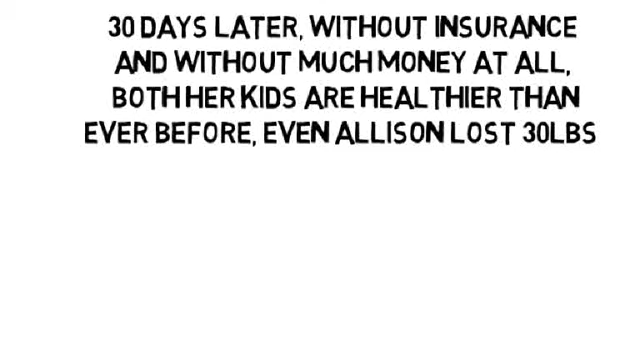 30 DAYS LATER, WITHOUT INSURANCE
AND WITHOUT MUCH MONEY AT ALL,
BOTH HER KIDS ARE HEALTHIER THAN
EVER BEFORE, EVEN ALLISON LOST 30LBS